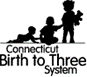 Connecticut
Birth to Three
System